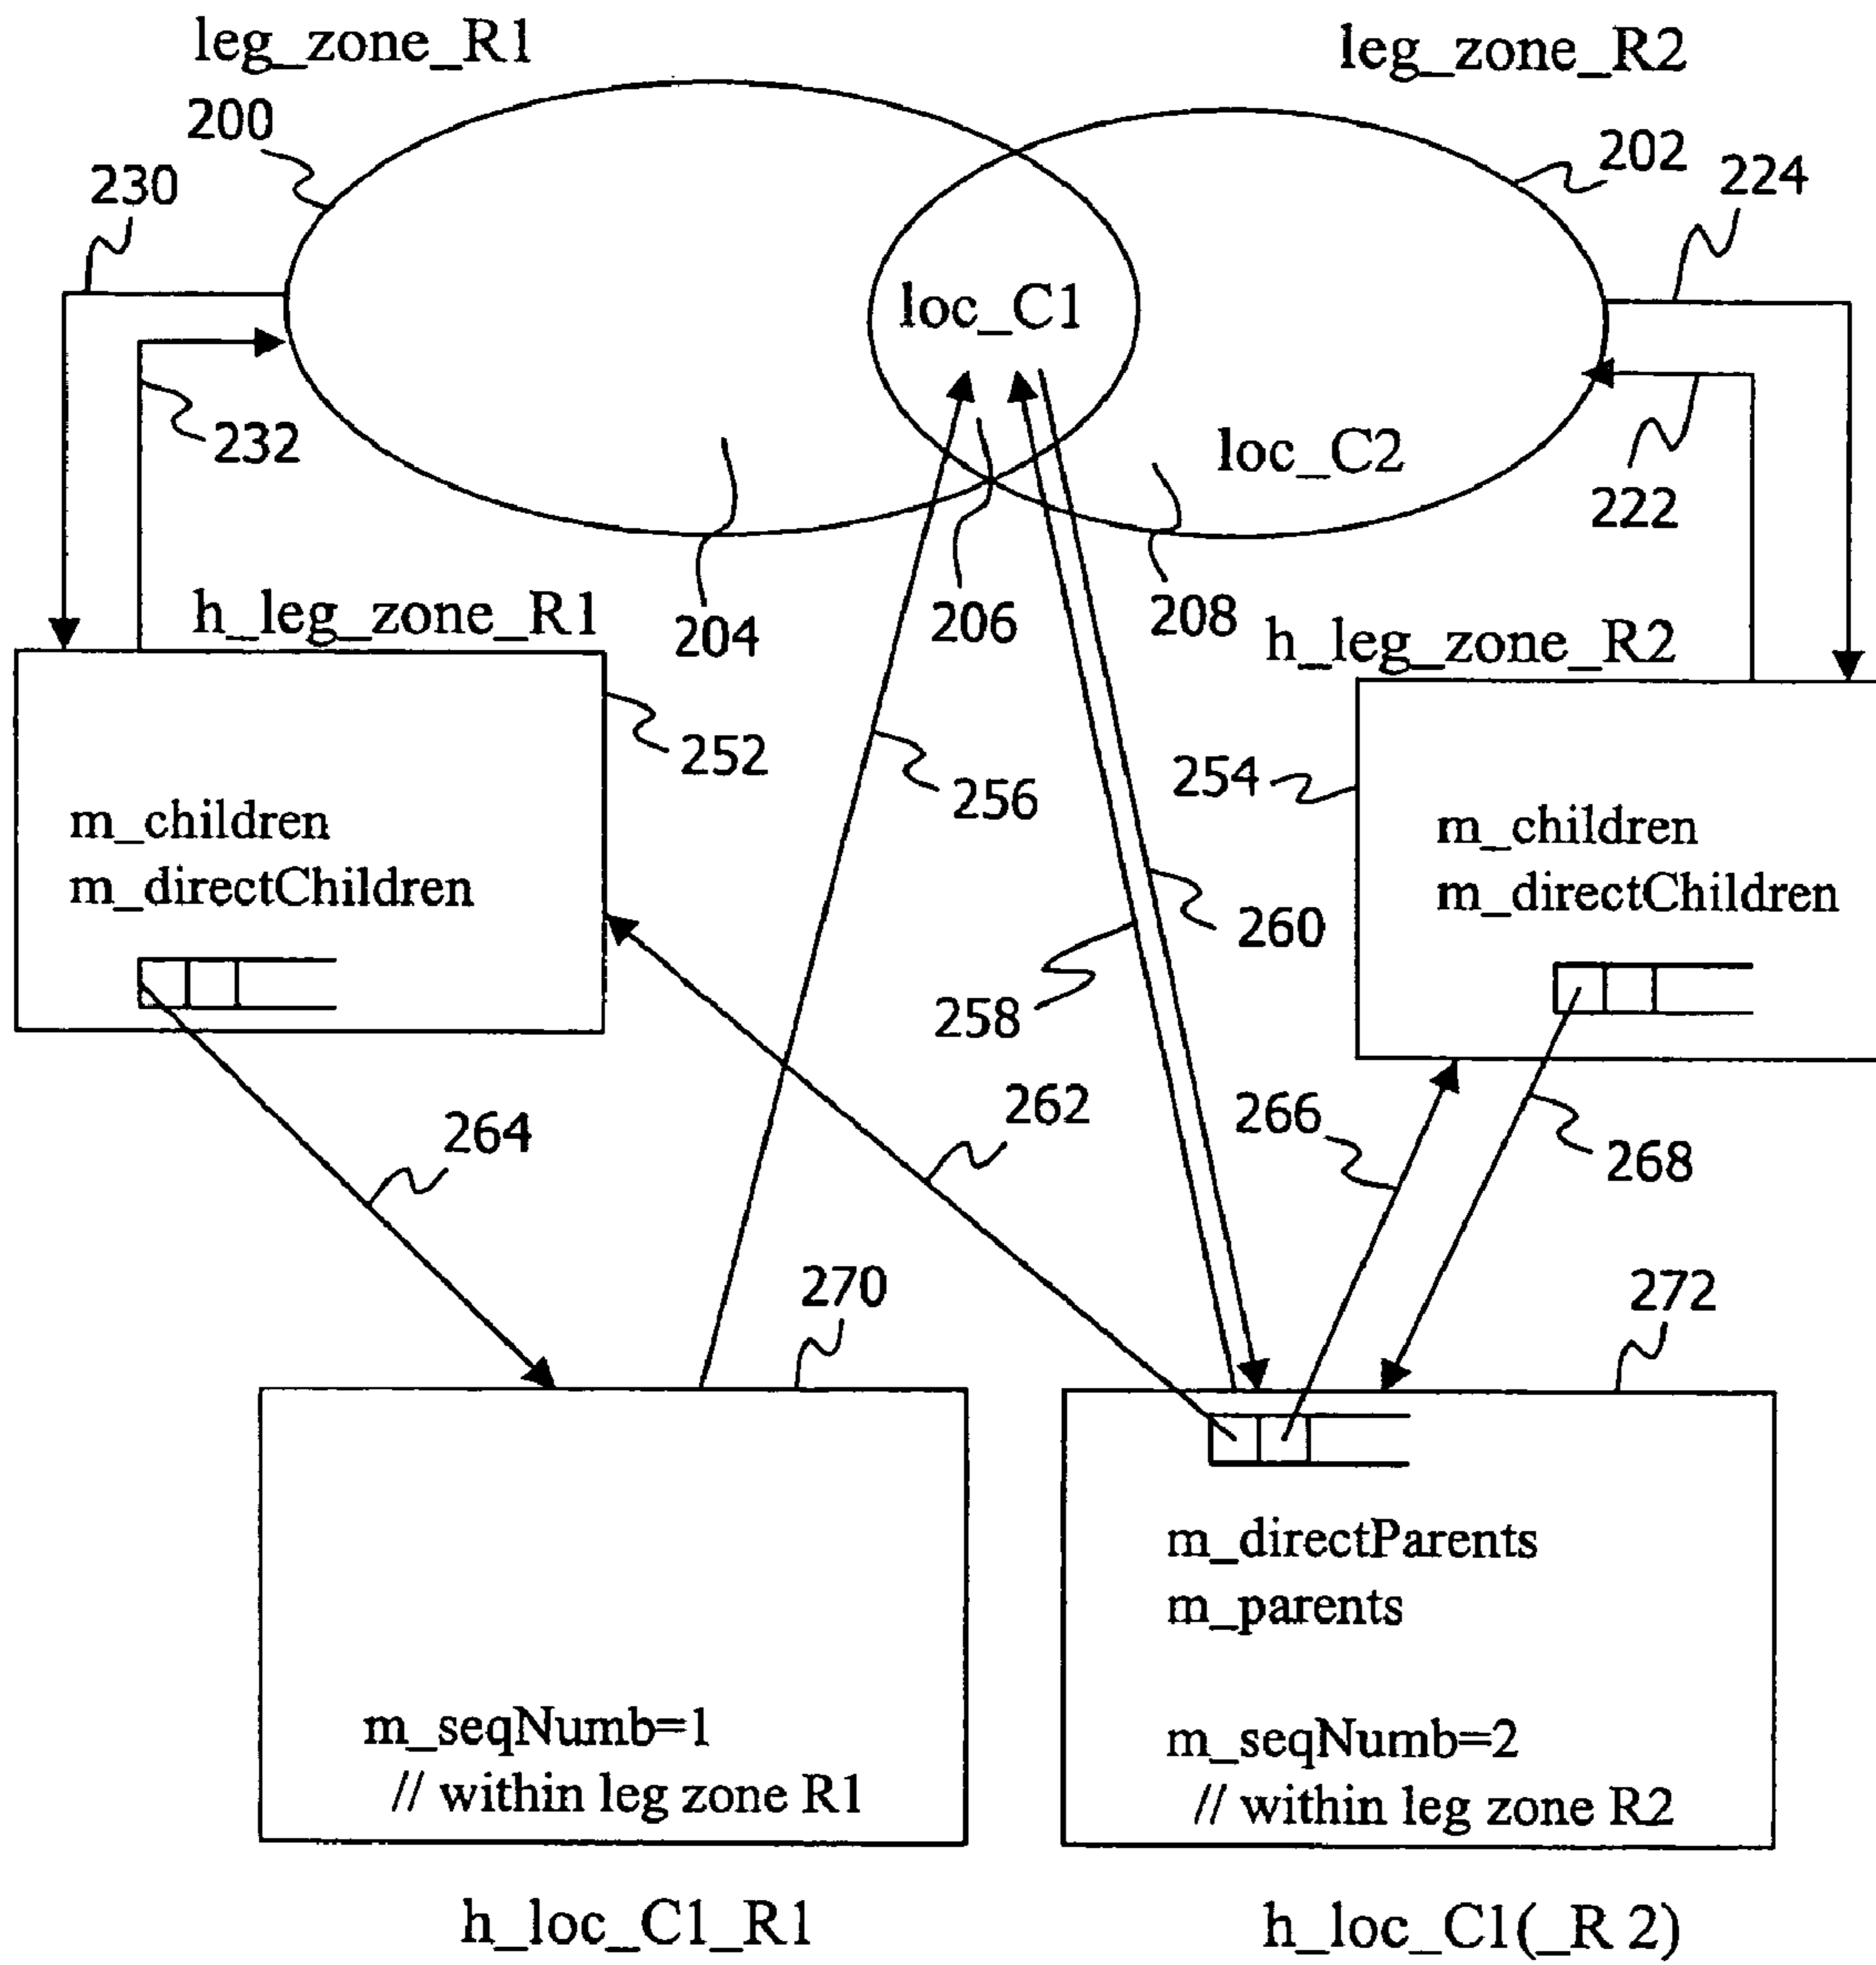 leg_zone_R1
leg_zone_R2
200
202
230
224
loc_C1
232
loc_C2
222
h_leg_zone_R1
204
206
208
h_leg_zone_R2
252
254
256
m_children
m_directChildren
m_children
m_directChildren
260
258
262
266
264
268
270
272
m_directParents
m_parents
m_seqNumb=1
// within leg zone R1
m_seqNumb=2
// within leg zone R2
h_loc_C1_R1
h_loc_C1(_R 2)